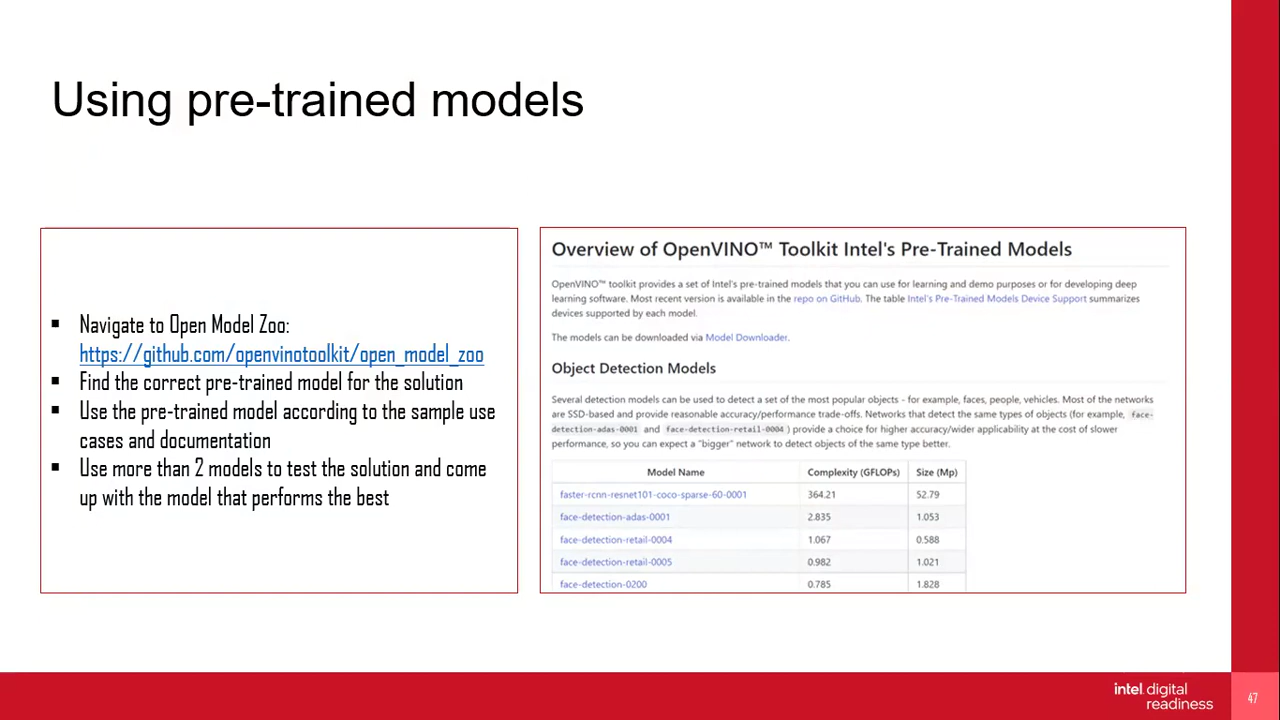 Using pre-trained models
▪ Navigate to Open Model Zoo:
https://github.com/openvinotoolkit/open_model_zoo
▪ Find the correct pre-trained model for the solution
▪ Use the pre-trained model according to the sample use
cases and documentation
▪ Use more than 2 models to test the solution and come
up with the model that performs the best
Overview of OpenVINO™ Toolkit Intel's Pre-Trained Models
OpenVINO™ toolkit provides a set of Intel's pre-trained models that you can use for learning and demo purposes or for developing deep
learning software. Most recent version is available in the repo on GitHub. The table Intel's Pre-Trained Models Device Support summarizes
devices supported by each model.
The models can be downloaded via Model Downloader.
Object Detection Models
Several detection models can be used to detect a set of the most popular objects - for example, faces, people, vehicles. Most of the networks
are SSD-based and provide reasonable accuracy/performance trade-offs. Networks that detect the same types of objects (for example, face-
detection-adas-0001 and face-detection-retail-0004 ) provide a choice for higher accuracy/wider applicability at the cost of slower
performance, so you can expect a "bigger" network to detect objects of the same type better.
Model Name Complexity (GFLOPs) Size (Mp)
faster-rcnn-resnet101-coco-sparse-60-0001 364.21 52.79
face-detection-adas-0001 2.835 1.053
face-detection-retail-0004 1.067 0.588
face-detection-retail-0005 0.982 1.021
face-detection-0200 0.785 1.828
intel. digital
readiness
47